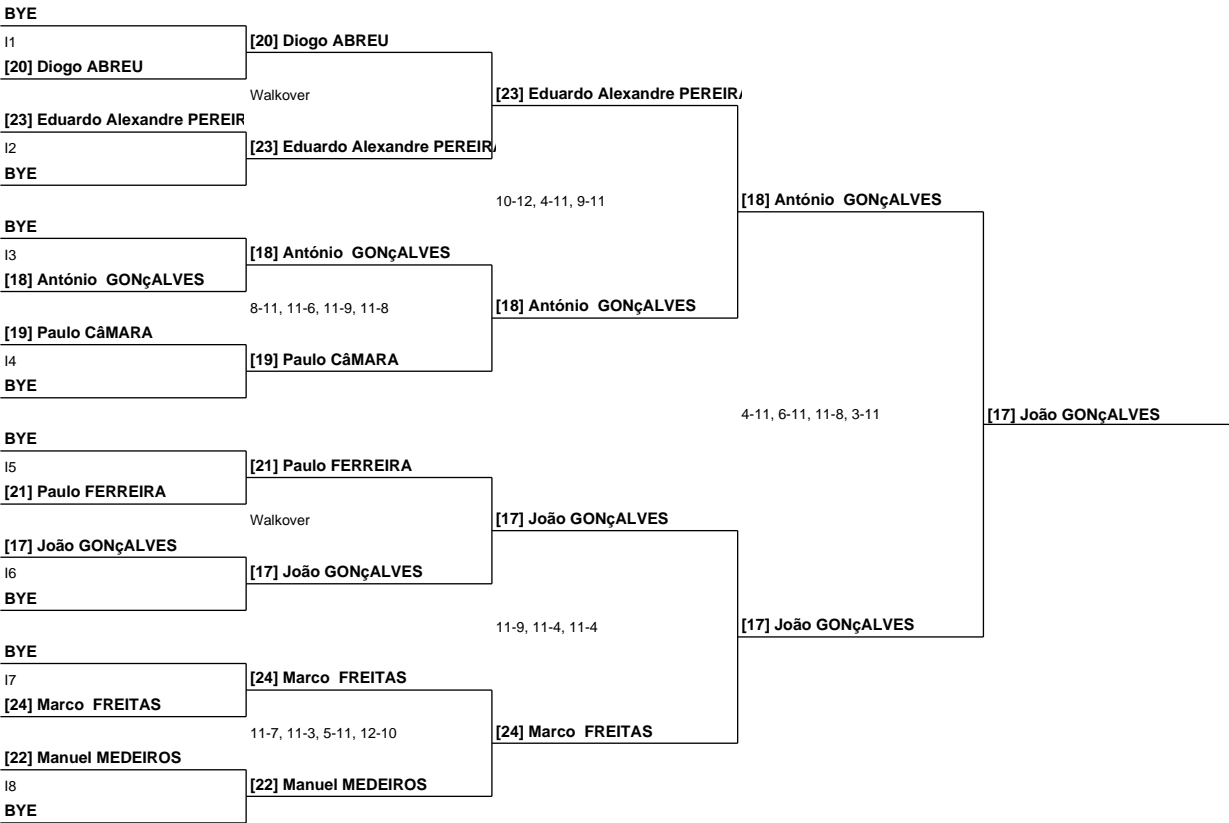 BYE
I1
[20] Diogo ABREU
[20] Diogo ABREU
Walkover
[23] Eduardo Alexandre PEREIR
[23] Eduardo Alexandre PEREIR
I2
[23] Eduardo Alexandre PEREIR
BYE
10-12, 4-11, 9-11
[18] António  GONçALVES
BYE
I3
[18] António  GONçALVES
[18] António  GONçALVES
8-11, 11-6, 11-9, 11-8
[18] António  GONçALVES
[19] Paulo CâMARA
I4
[19] Paulo CâMARA
BYE
4-11, 6-11, 11-8, 3-11
[17] João GONçALVES
BYE
I5
[21] Paulo FERREIRA
[21] Paulo FERREIRA
Walkover
[17] João GONçALVES
[17] João GONçALVES
I6
[17] João GONçALVES
BYE
11-9, 11-4, 11-4
[17] João GONçALVES
BYE
I7
[24] Marco  FREITAS
[24] Marco  FREITAS
11-7, 11-3, 5-11, 12-10
[24] Marco  FREITAS
[22] Manuel MEDEIROS
I8
[22] Manuel MEDEIROS
BYE